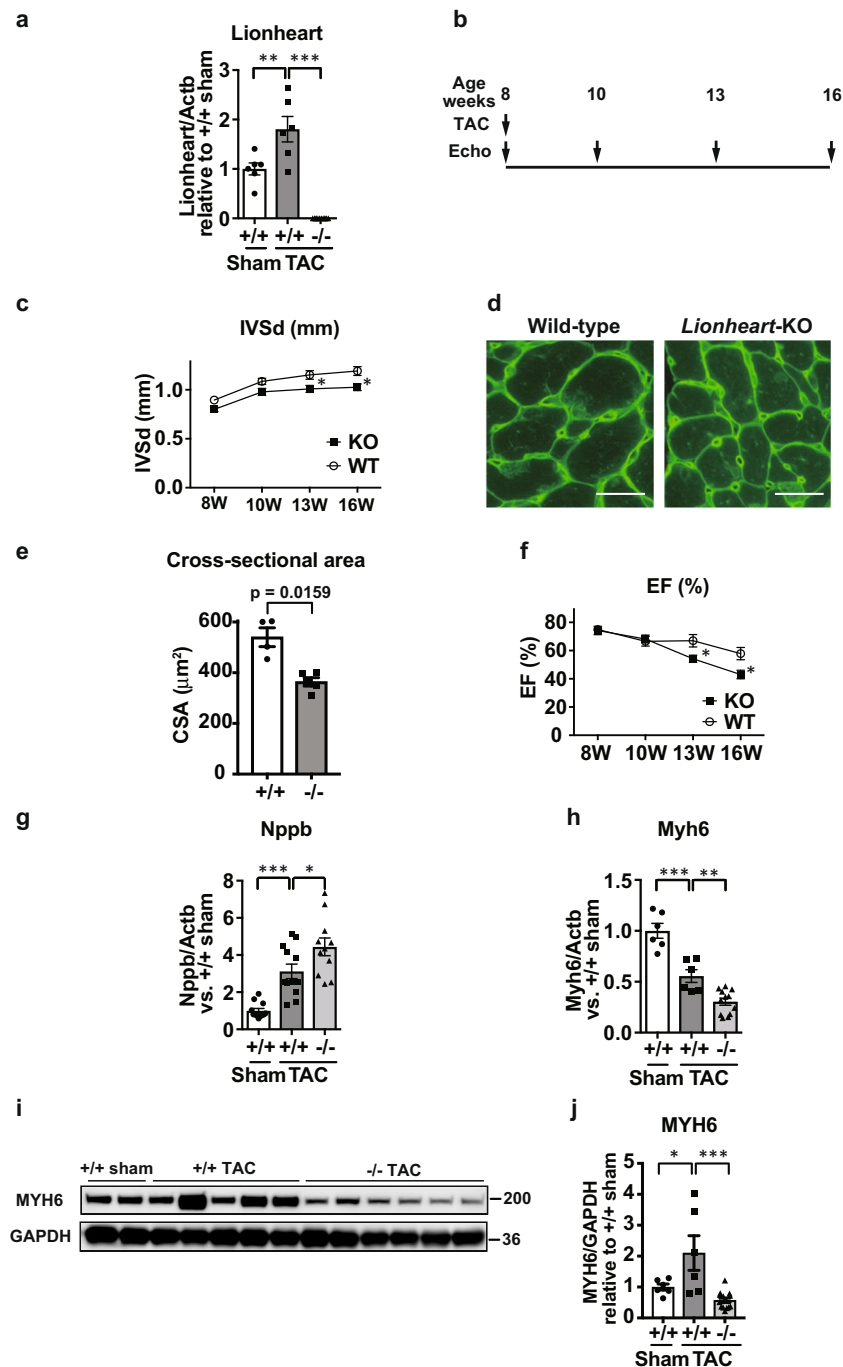 a
Lionheart
** ***
3
2
1
0
Lionheart/Actb
relative to +/+ sham
+/+ +/+ -/-
Sham TAC
b
Age
weeks
8 10 13 16
TAC
Echo
c
IVSd (mm)
1.0
0.5
0.0
IVSd (mm)
* *
KO
WT
8W 10W 13W 16W
d
Wild-type Lionheart-KO
e
Cross-sectional area
p = 0.0159
600
400
200
0
CSA (μm²)
+/+ -/-
f
EF (%)
80
60
40
20
0
EF (%)
* *
KO
WT
8W 10W 13W 16W
g
Nppb
*** *
8
6
4
2
0
Nppb/Actb
vs. +/+ sham
+/+ +/+ -/-
Sham TAC
h
Myh6
*** **
1.5
1.0
0.5
0.0
Myh6/Actb
vs. +/+ sham
+/+ +/+ -/-
Sham TAC
i
+/+ sham +/+ TAC -/- TAC
MYH6 200
GAPDH 36
j
MYH6
* ***
5
4
3
2
1
0
MYH6/GAPDH
relative to +/+ sham
+/+ +/+ -/-
Sham TAC